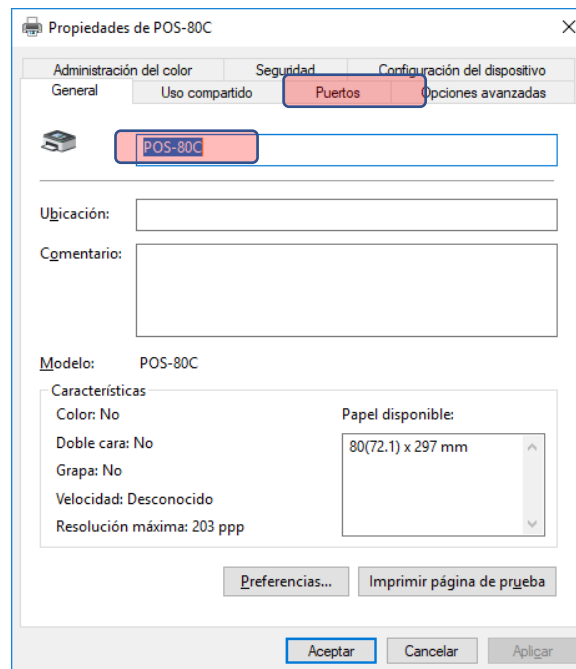 Propiedades de POS-80C
Administración del color Seguridad Configuración del dispositivo
General Uso compartido Puertos Opciones avanzadas
POS-80C
Ubicación:
Comentario:
Modelo: POS-80C
Características
Color: No
Doble cara: No
Grapa: No
Velocidad: Desconocido
Resolución máxima: 203 ppp
Papel disponible:
80(72.1) x 297 mm
Preferencias... Imprimir página de prueba
Aceptar Cancelar Aplicar